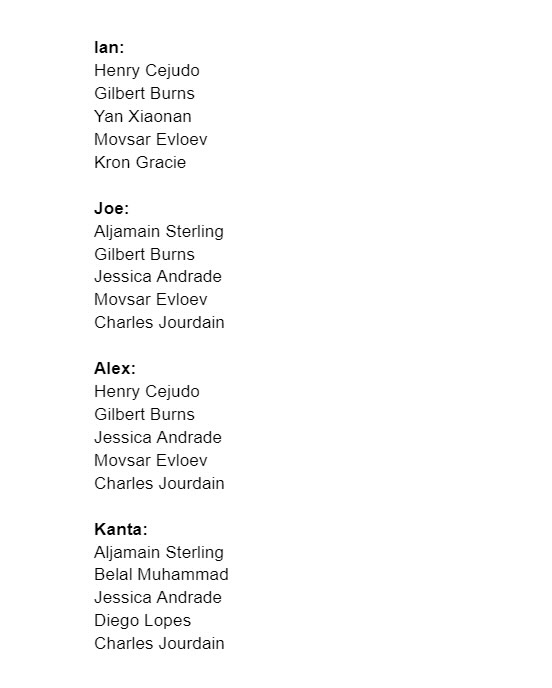 Ian:
Henry Cejudo
Gilbert Burns
Yan Xiaonan
Movsar Evloev
Kron Gracie
Joe:
Aljamain Sterling
Gilbert Burns
Jessica Andrade
Movsar Evloev
Charles Jourdain
Alex:
Henry Cejudo
Gilbert Burns
Jessica Andrade
Movsar Evloev
Charles Jourdain
Kanta:
Aljamain Sterling
Belal Muhammad
Jessica Andrade
Diego Lopes
Charles Jourdain